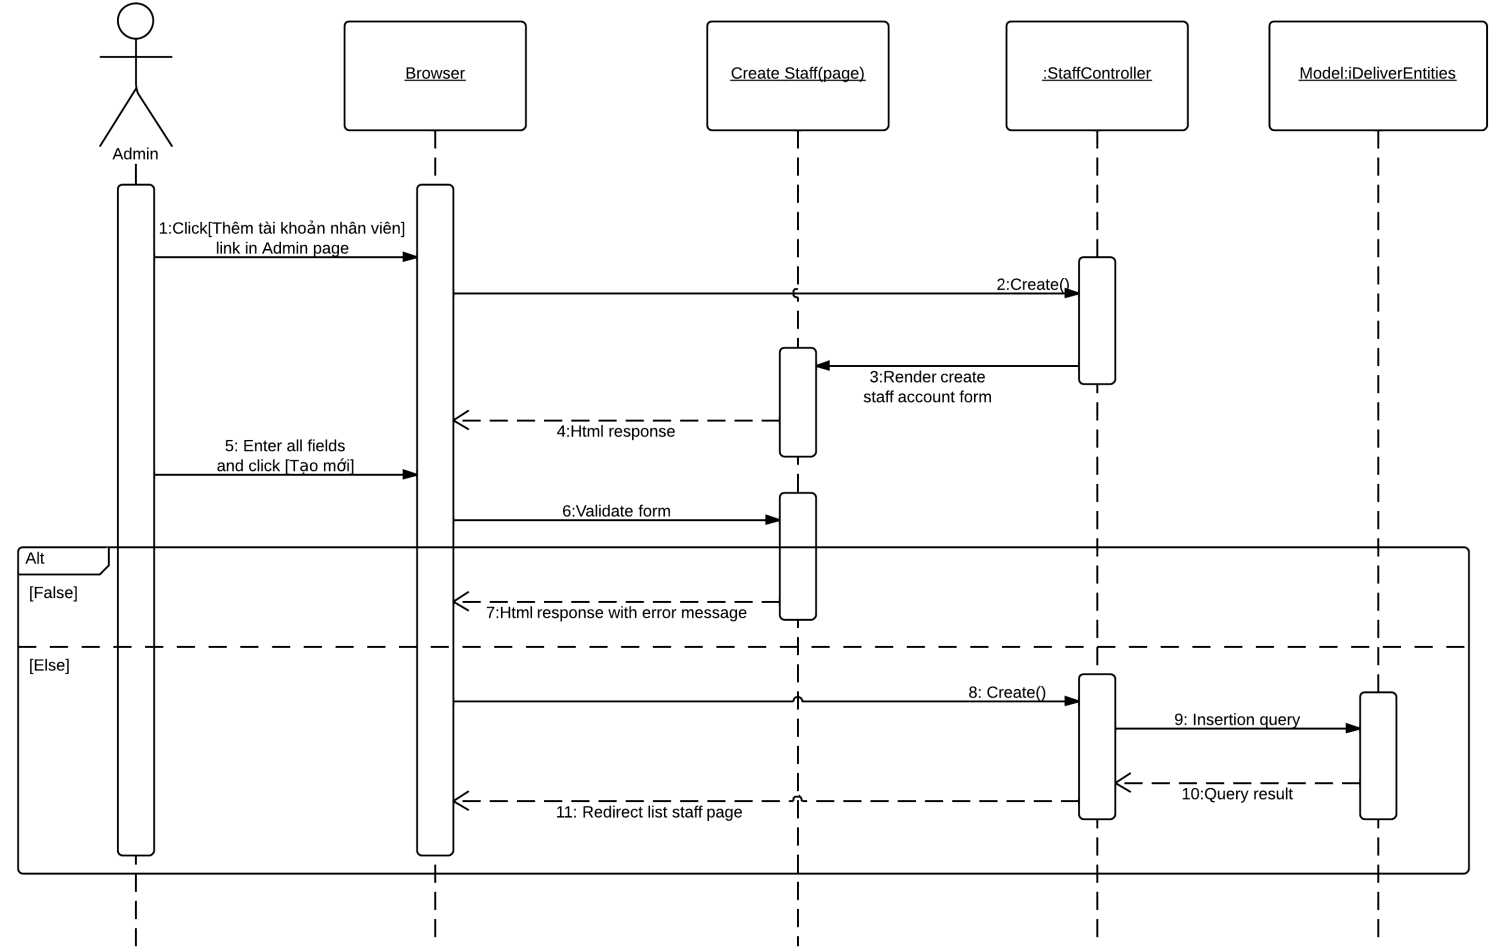 Browser
Create Staff(page)
:StaffController
Model:iDeliverEntities
Admin
1:Click[Thêm tài khoản nhân viên]
link in Admin page
2:Create()
3:Render create
staff account form
4:Html response
5: Enter all fields
and click [Tạo mới]
6:Validate form
Alt
[False]
7:Html response with error message
[Else]
8: Create()
9: Insertion query
10:Query result
11: Redirect list staff page